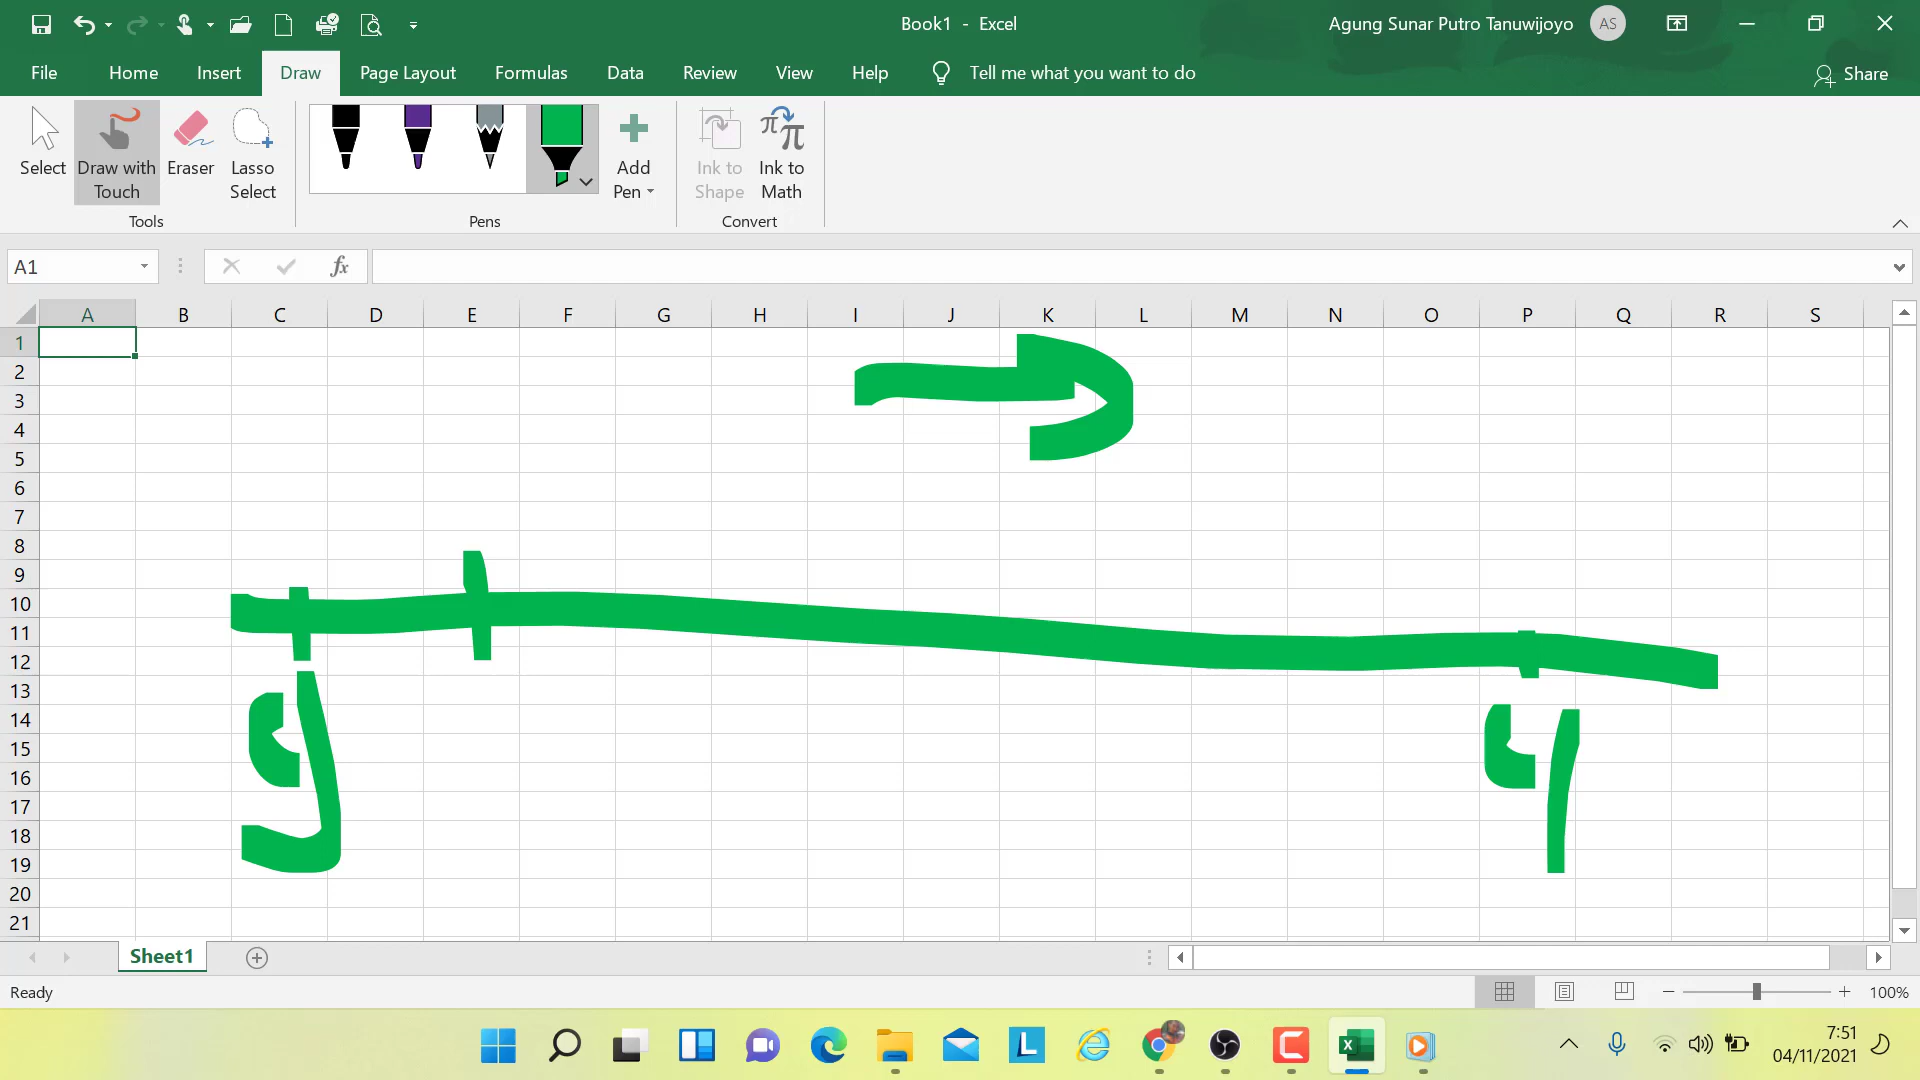 Book1 - Excel
Agung Sunar Putro Tanuwijoyo AS
File Home Insert Draw Page Layout Formulas Data Review View Help Tell me what you want to do Share
Select Draw with Touch Eraser Lasso Select Add Pen Ink to Shape Ink to Math
Tools Pens Convert
A1 fx
A B C D E F G H I J K L M N O P Q R S
1
2
3
4
5
6
7
8
9
10
11
12
13
14
15
16
17
18
19
20
21
Sheet1
Ready 100%
7:51
04/11/2021